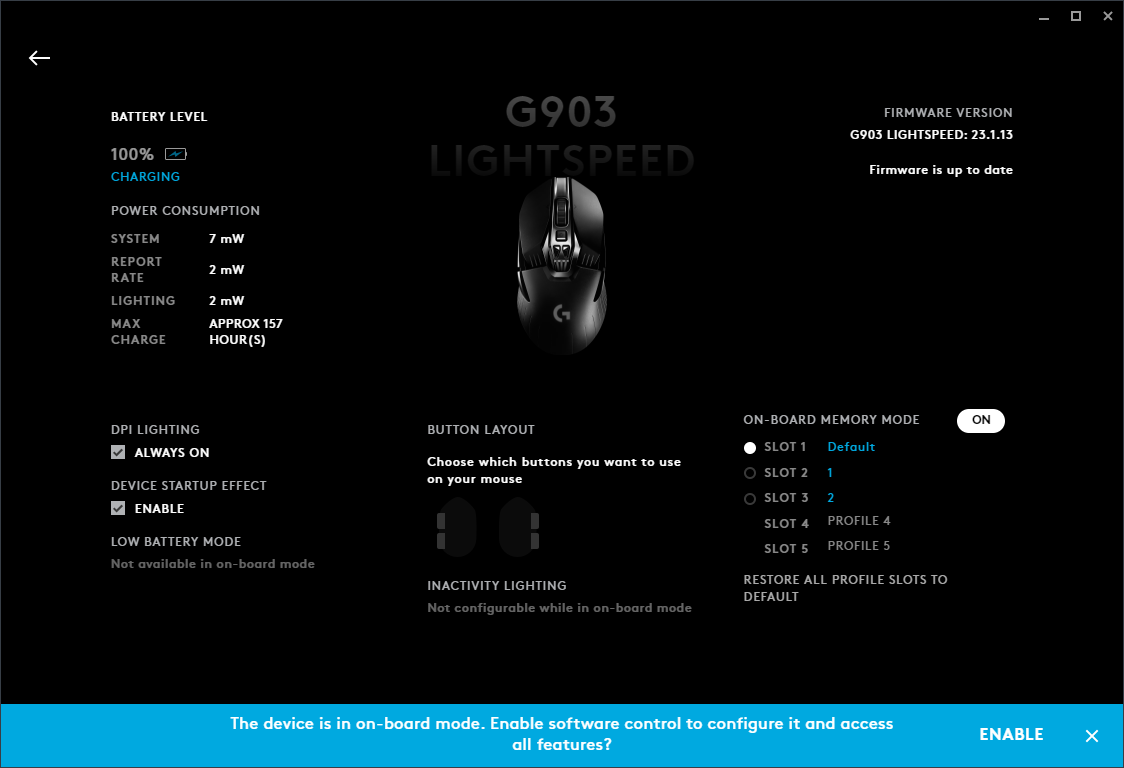 G903
LIGHTSPEED
BATTERY LEVEL
100%
CHARGING
POWER CONSUMPTION
SYSTEM 7 mW
REPORT
RATE
2 mW
LIGHTING 2 mW
MAX
CHARGE
APPROX 157
HOUR(S)
FIRMWARE VERSION
G903 LIGHTSPEED: 23.1.13
Firmware is up to date
DPI LIGHTING
ALWAYS ON
DEVICE STARTUP EFFECT
ENABLE
LOW BATTERY MODE
Not available in on-board mode
BUTTON LAYOUT
Choose which buttons you want to use
on your mouse
INACTIVITY LIGHTING
Not configurable while in on-board mode
ON-BOARD MEMORY MODE ON
SLOT 1 Default
SLOT 2 1
SLOT 3 2
SLOT 4 PROFILE 4
SLOT 5 PROFILE 5
RESTORE ALL PROFILE SLOTS TO
DEFAULT
The device is in on-board mode. Enable software control to configure it and access
all features?
ENABLE